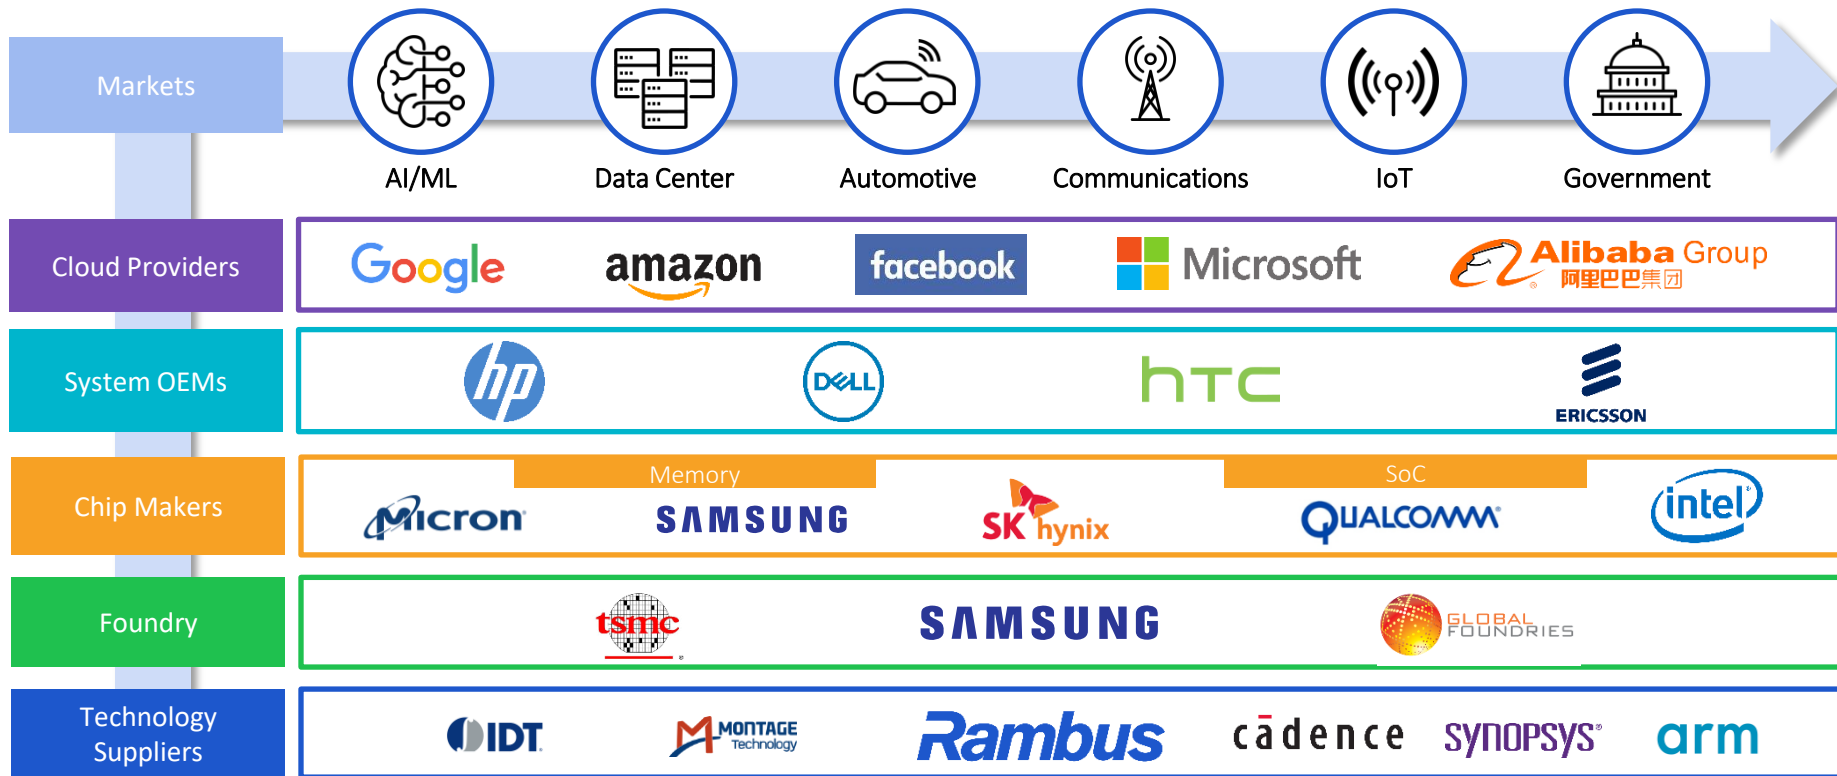 Markets
AI/ML
Data Center
Automotive
Communications
IoT
Government
Cloud Providers
Google
amazon
facebook
Microsoft
Alibaba Group
阿里巴巴集团
System OEMs
hp
DELL
hTC
ERICSSON
Chip Makers
Memory
SoC
Micron
SAMSUNG
SK hynix
QUALCOMM
intel
Foundry
tsmc
SAMSUNG
GLOBAL
FOUNDRIES
Technology
Suppliers
IDT
MONTAGE
Technology
Rambus
cādence
SYNOPSYS®
arm